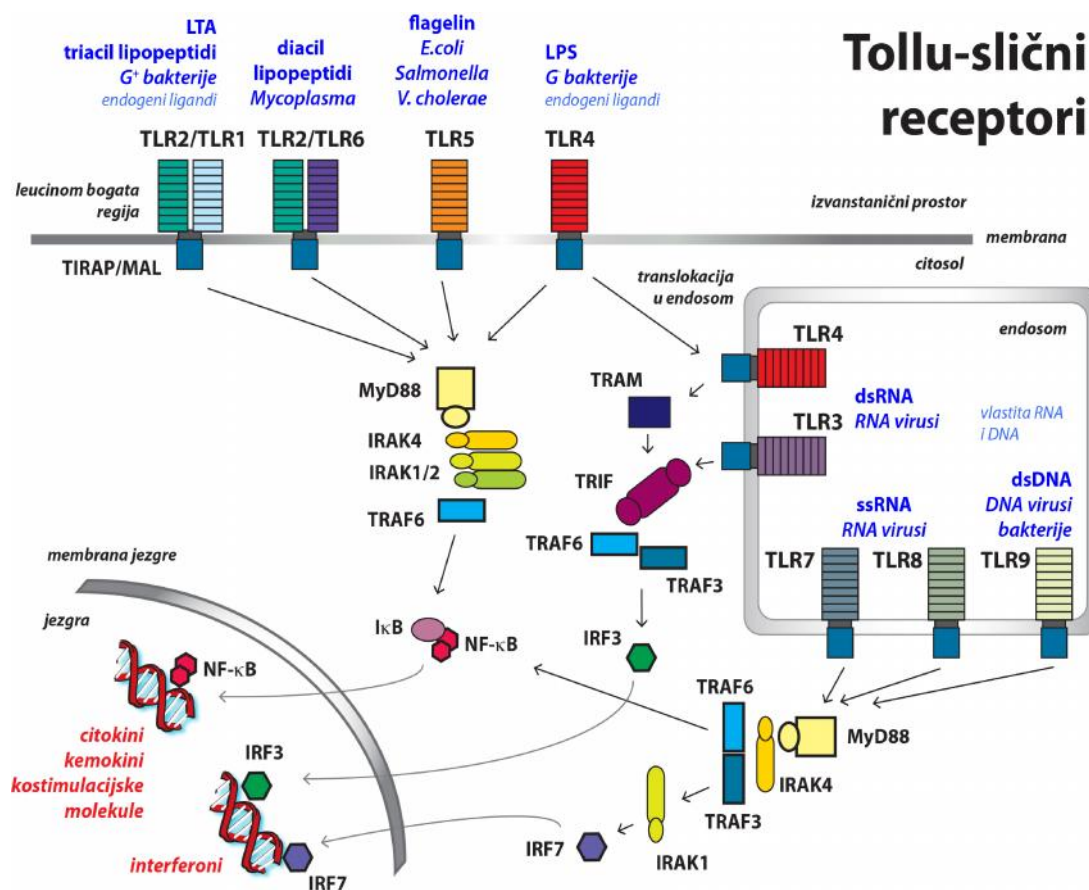 Tollu-slični
receptori
LTA
triacil lipopeptidi
G⁺ bakterije
endogeni ligandi
TLR2/TLR1
diacil
lipopeptidi
Mycoplasma
TLR2/TLR6
flagelin
E.coli
Salmonella
V. cholerae
TLR5
LPS
G bakterije
endogeni ligandi
TLR4
leucinom bogata
regija
izvanstanični prostor
membrana
citosol
TIRAP/MAL
translokacija
u endosom
endosom
TLR4
dsRNA
RNA virusi
TLR3
vlastita RNA
i DNA
dsDNA
DNA virusi
bakterije
ssRNA
RNA virusi
TLR7
TLR8
TLR9
MyD88
IRAK4
IRAK1/2
TRAF6
TRAM
TRIF
TRAF6
TRAF3
IRF3
membrana jezgre
jezgra
IκB
NF-κB
NF-κB
citokini
kemokini
kostimulacijske
molekule
IRF3
interferoni
IRF7
TRAF6
MyD88
IRAK4
TRAF3
IRAK1
IRF7